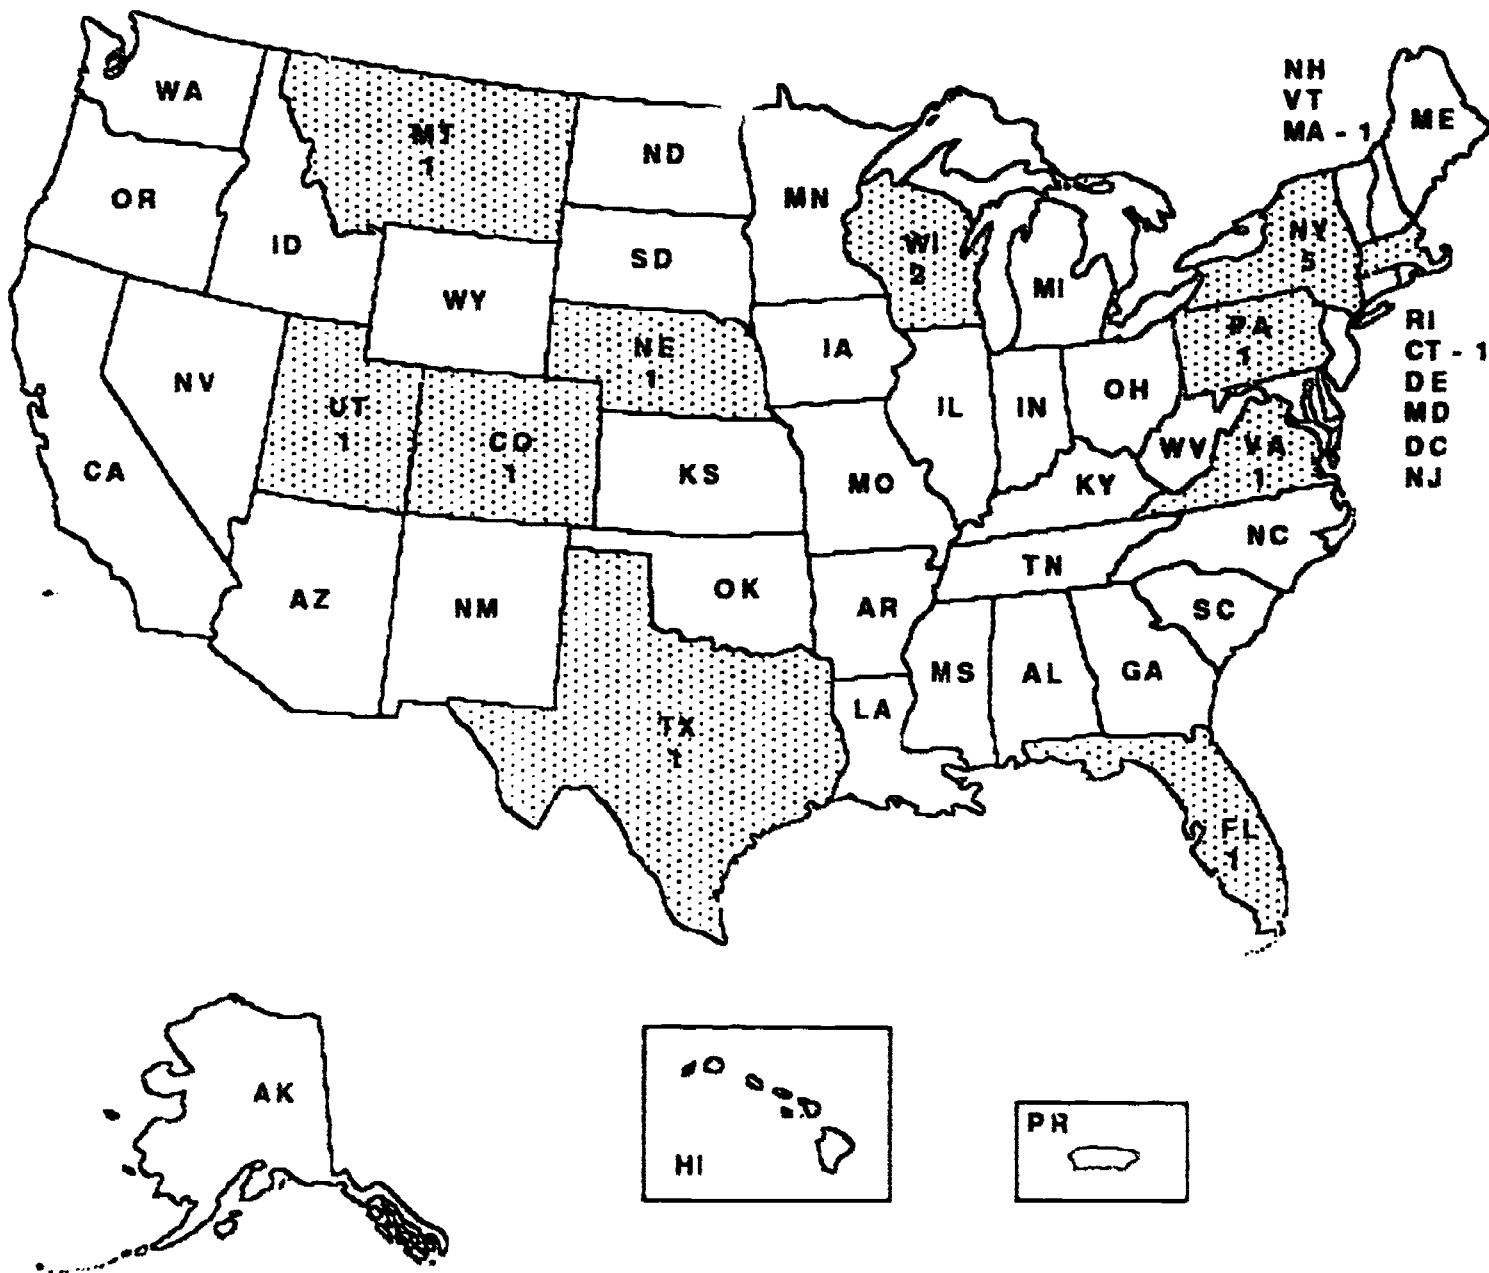 WA
MT
1
ND
MN
OR
ID
SD
WI
2
MI
WY
NH
VT
MA - 1
ME
NY
5
NE
1
IA
PA
1
RI
CT - 1
DE
MD
DC
NJ
NV
UT
1
CO
1
IL
IN
OH
CA
KS
MO
WV
VA
1
KY
NC
AZ
NM
OK
AR
TN
SC
MS
AL
GA
LA
TX
1
FL
1
AK
HI
PR